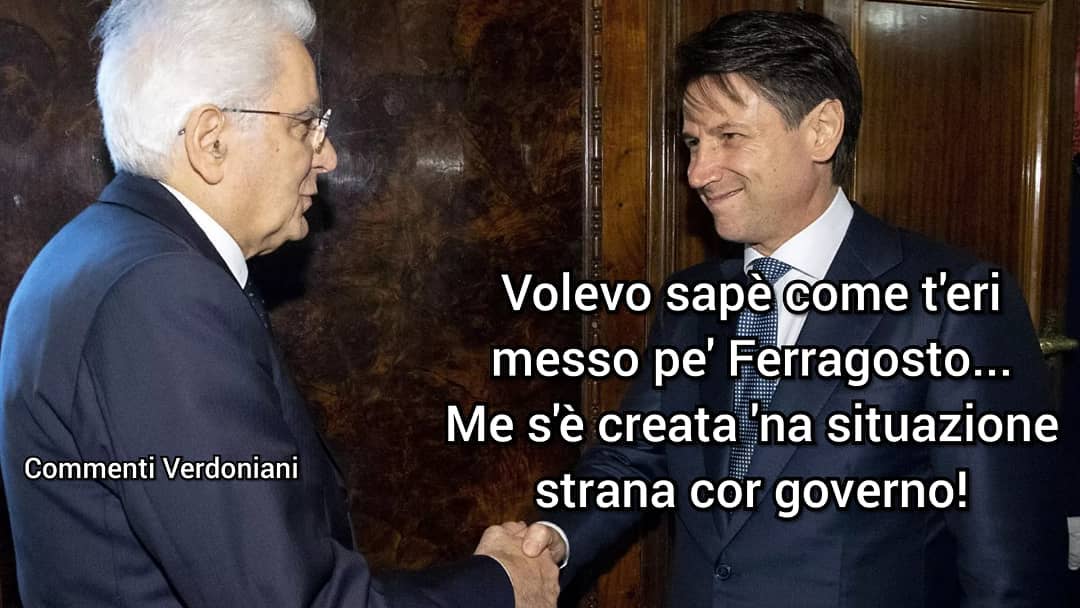 Volevo sapè come t'eri
messo pe' Ferragosto...
Me s'è creata 'na situazione
strana cor governo!
Commenti Verdoniani